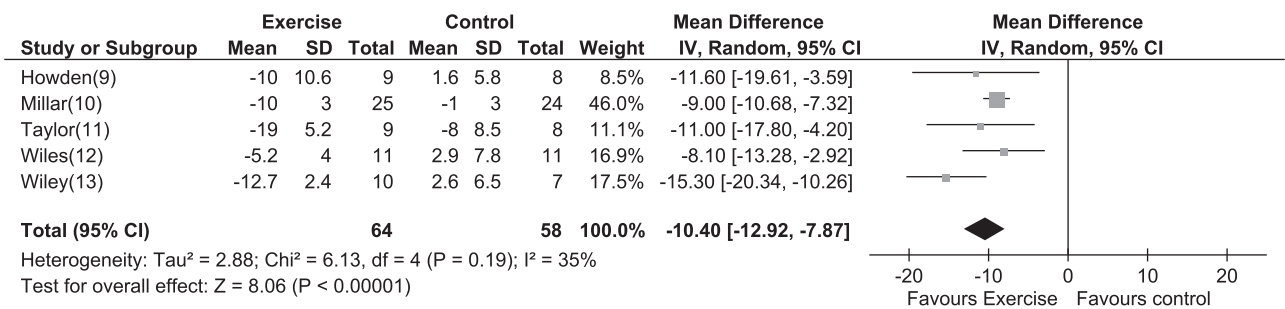 Exercise Control Mean Difference Mean Difference
Study or Subgroup Mean SD Total Mean SD Total Weight IV, Random, 95% CI IV, Random, 95% CI
Howden(9) -10 10.6 9 1.6 5.8 8 8.5% -11.60 [-19.61, -3.59]
Millar(10) -10 3 25 -1 3 24 46.0% -9.00 [-10.68, -7.32]
Taylor(11) -19 5.2 9 -8 8.5 8 11.1% -11.00 [-17.80, -4.20]
Wiles(12) -5.2 4 11 2.9 7.8 11 16.9% -8.10 [-13.28, -2.92]
Wiley(13) -12.7 2.4 10 2.6 6.5 7 17.5% -15.30 [-20.34, -10.26]
Total (95% CI) 64 58 100.0% -10.40 [-12.92, -7.87]
Heterogeneity: Tau² = 2.88; Chi² = 6.13, df = 4 (P = 0.19); I² = 35%
Test for overall effect: Z = 8.06 (P < 0.00001)
-20 -10 0 10 20
Favours Exercise Favours control